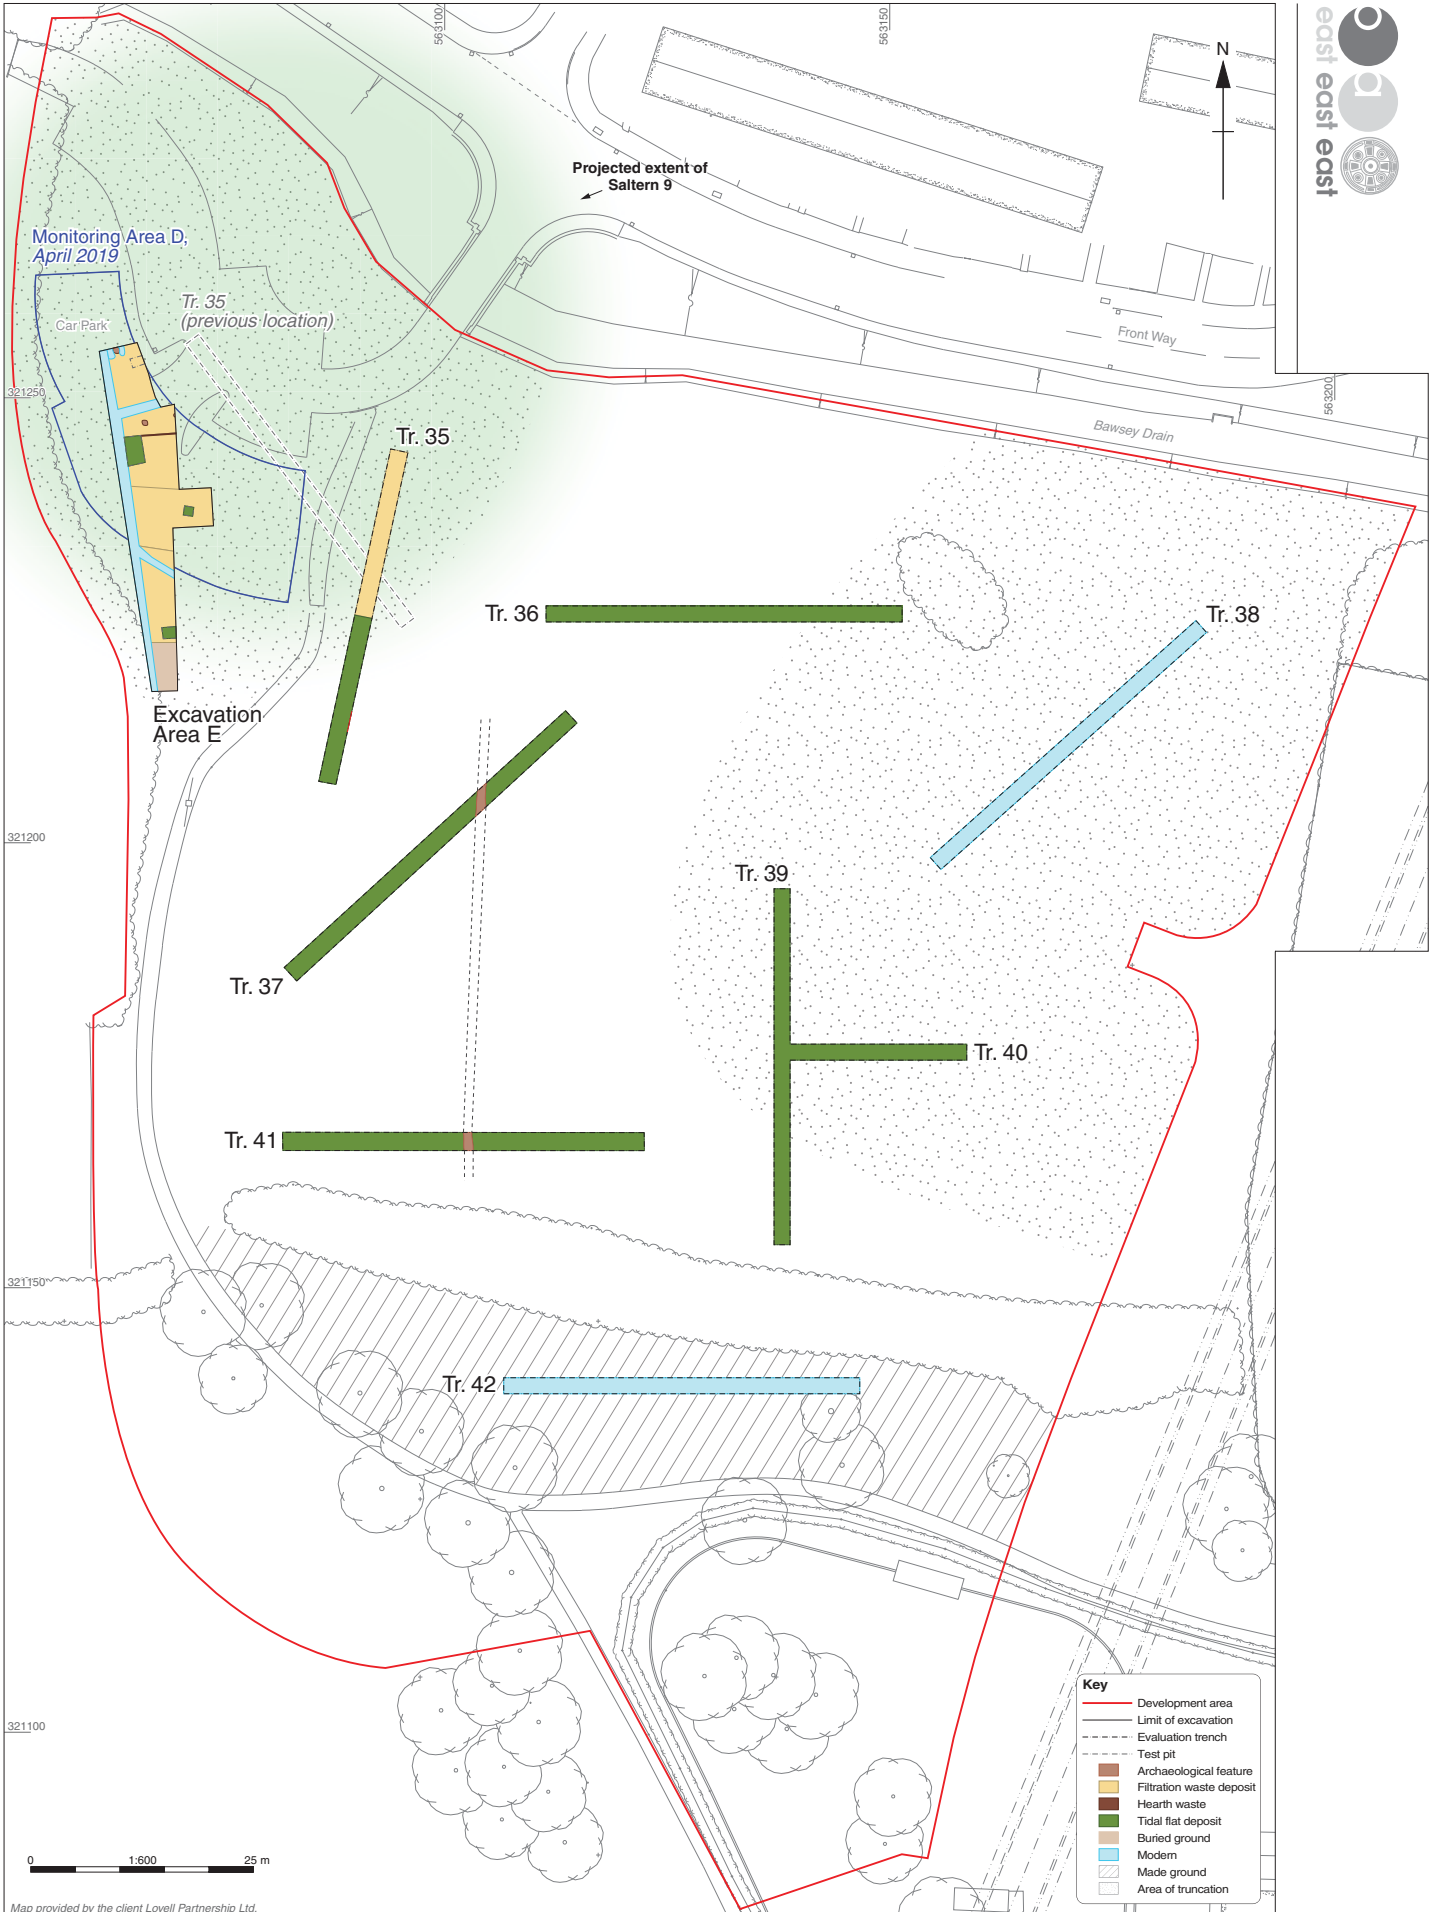 563100
563150
N
east east east
Projected extent of
Saltern 9
Monitoring Area D,
April 2019
Tr. 35
(previous location)
Car Park
Front Way
321250
563200
Bawsey Drain
Tr. 35
Tr. 36
Tr. 38
Excavation
Area E
321200
Tr. 39
Tr. 37
Tr. 40
Tr. 41
321150
Tr. 42
321100
Key
Development area
Limit of excavation
Evaluation trench
Test pit
Archaeological feature
Filtration waste deposit
Hearth waste
Tidal flat deposit
Buried ground
Modern
Made ground
Area of truncation
0 1:600 25 m
Map provided by the client Lovell Partnership Ltd.